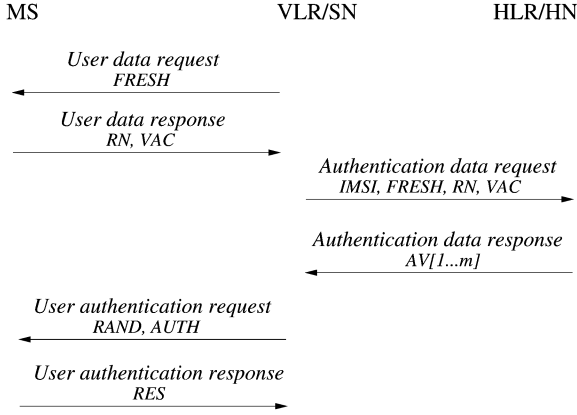 MS VLR/SN HLR/HN
User data request
FRESH
User data response
RN, VAC
Authentication data request
IMSI, FRESH, RN, VAC
Authentication data response
AV[1...m]
User authentication request
RAND, AUTH
User authentication response
RES